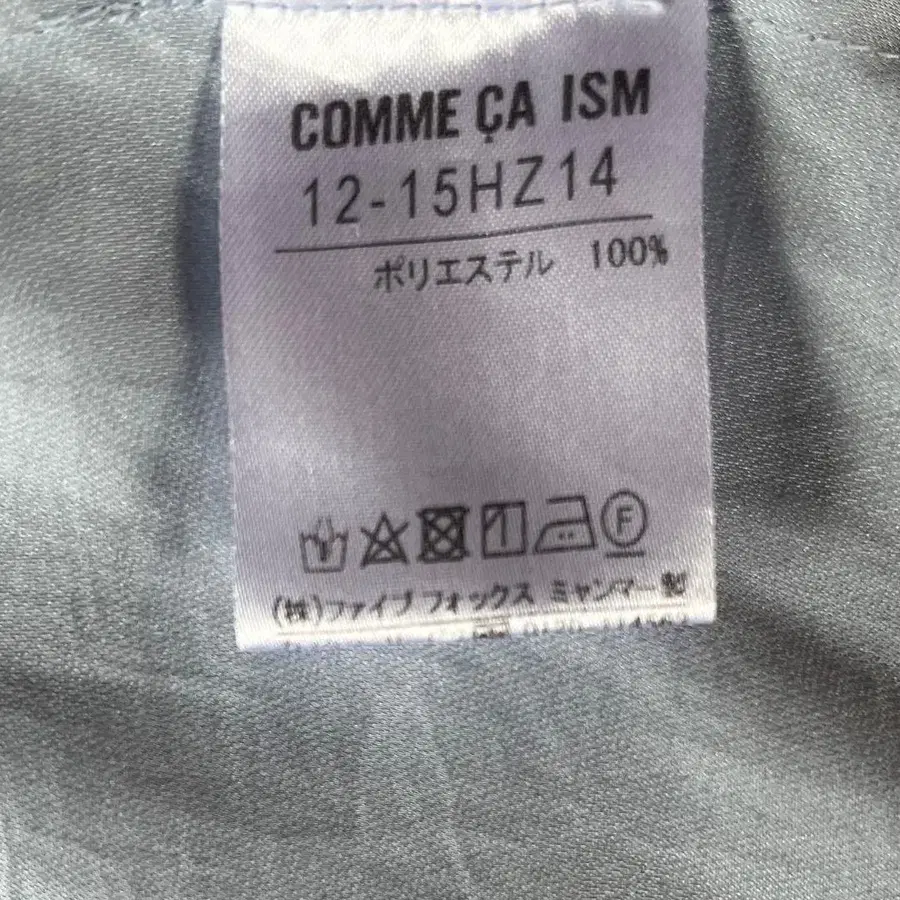 COMME ÇA ISM
12-15HZ14
ポリエステル 100%
F
(株)ファイブフォックス ミャンマー製